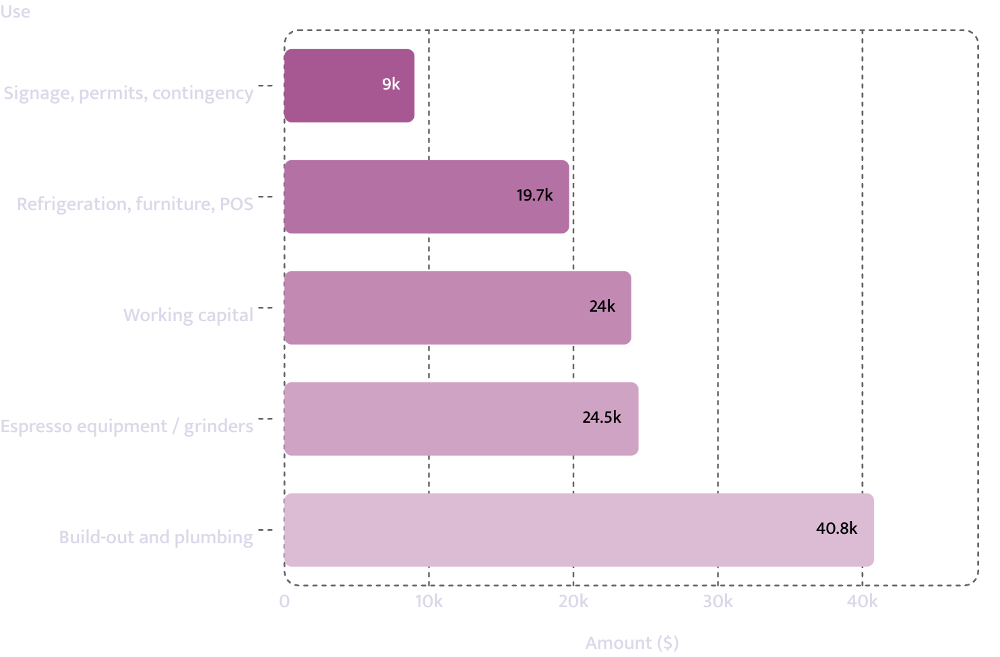 Use
Signage, permits, contingency
9k
Refrigeration, furniture, POS
19.7k
Working capital
24k
Espresso equipment / grinders
24.5k
Build-out and plumbing
40.8k
0 10k 20k 30k 40k
Amount ($)